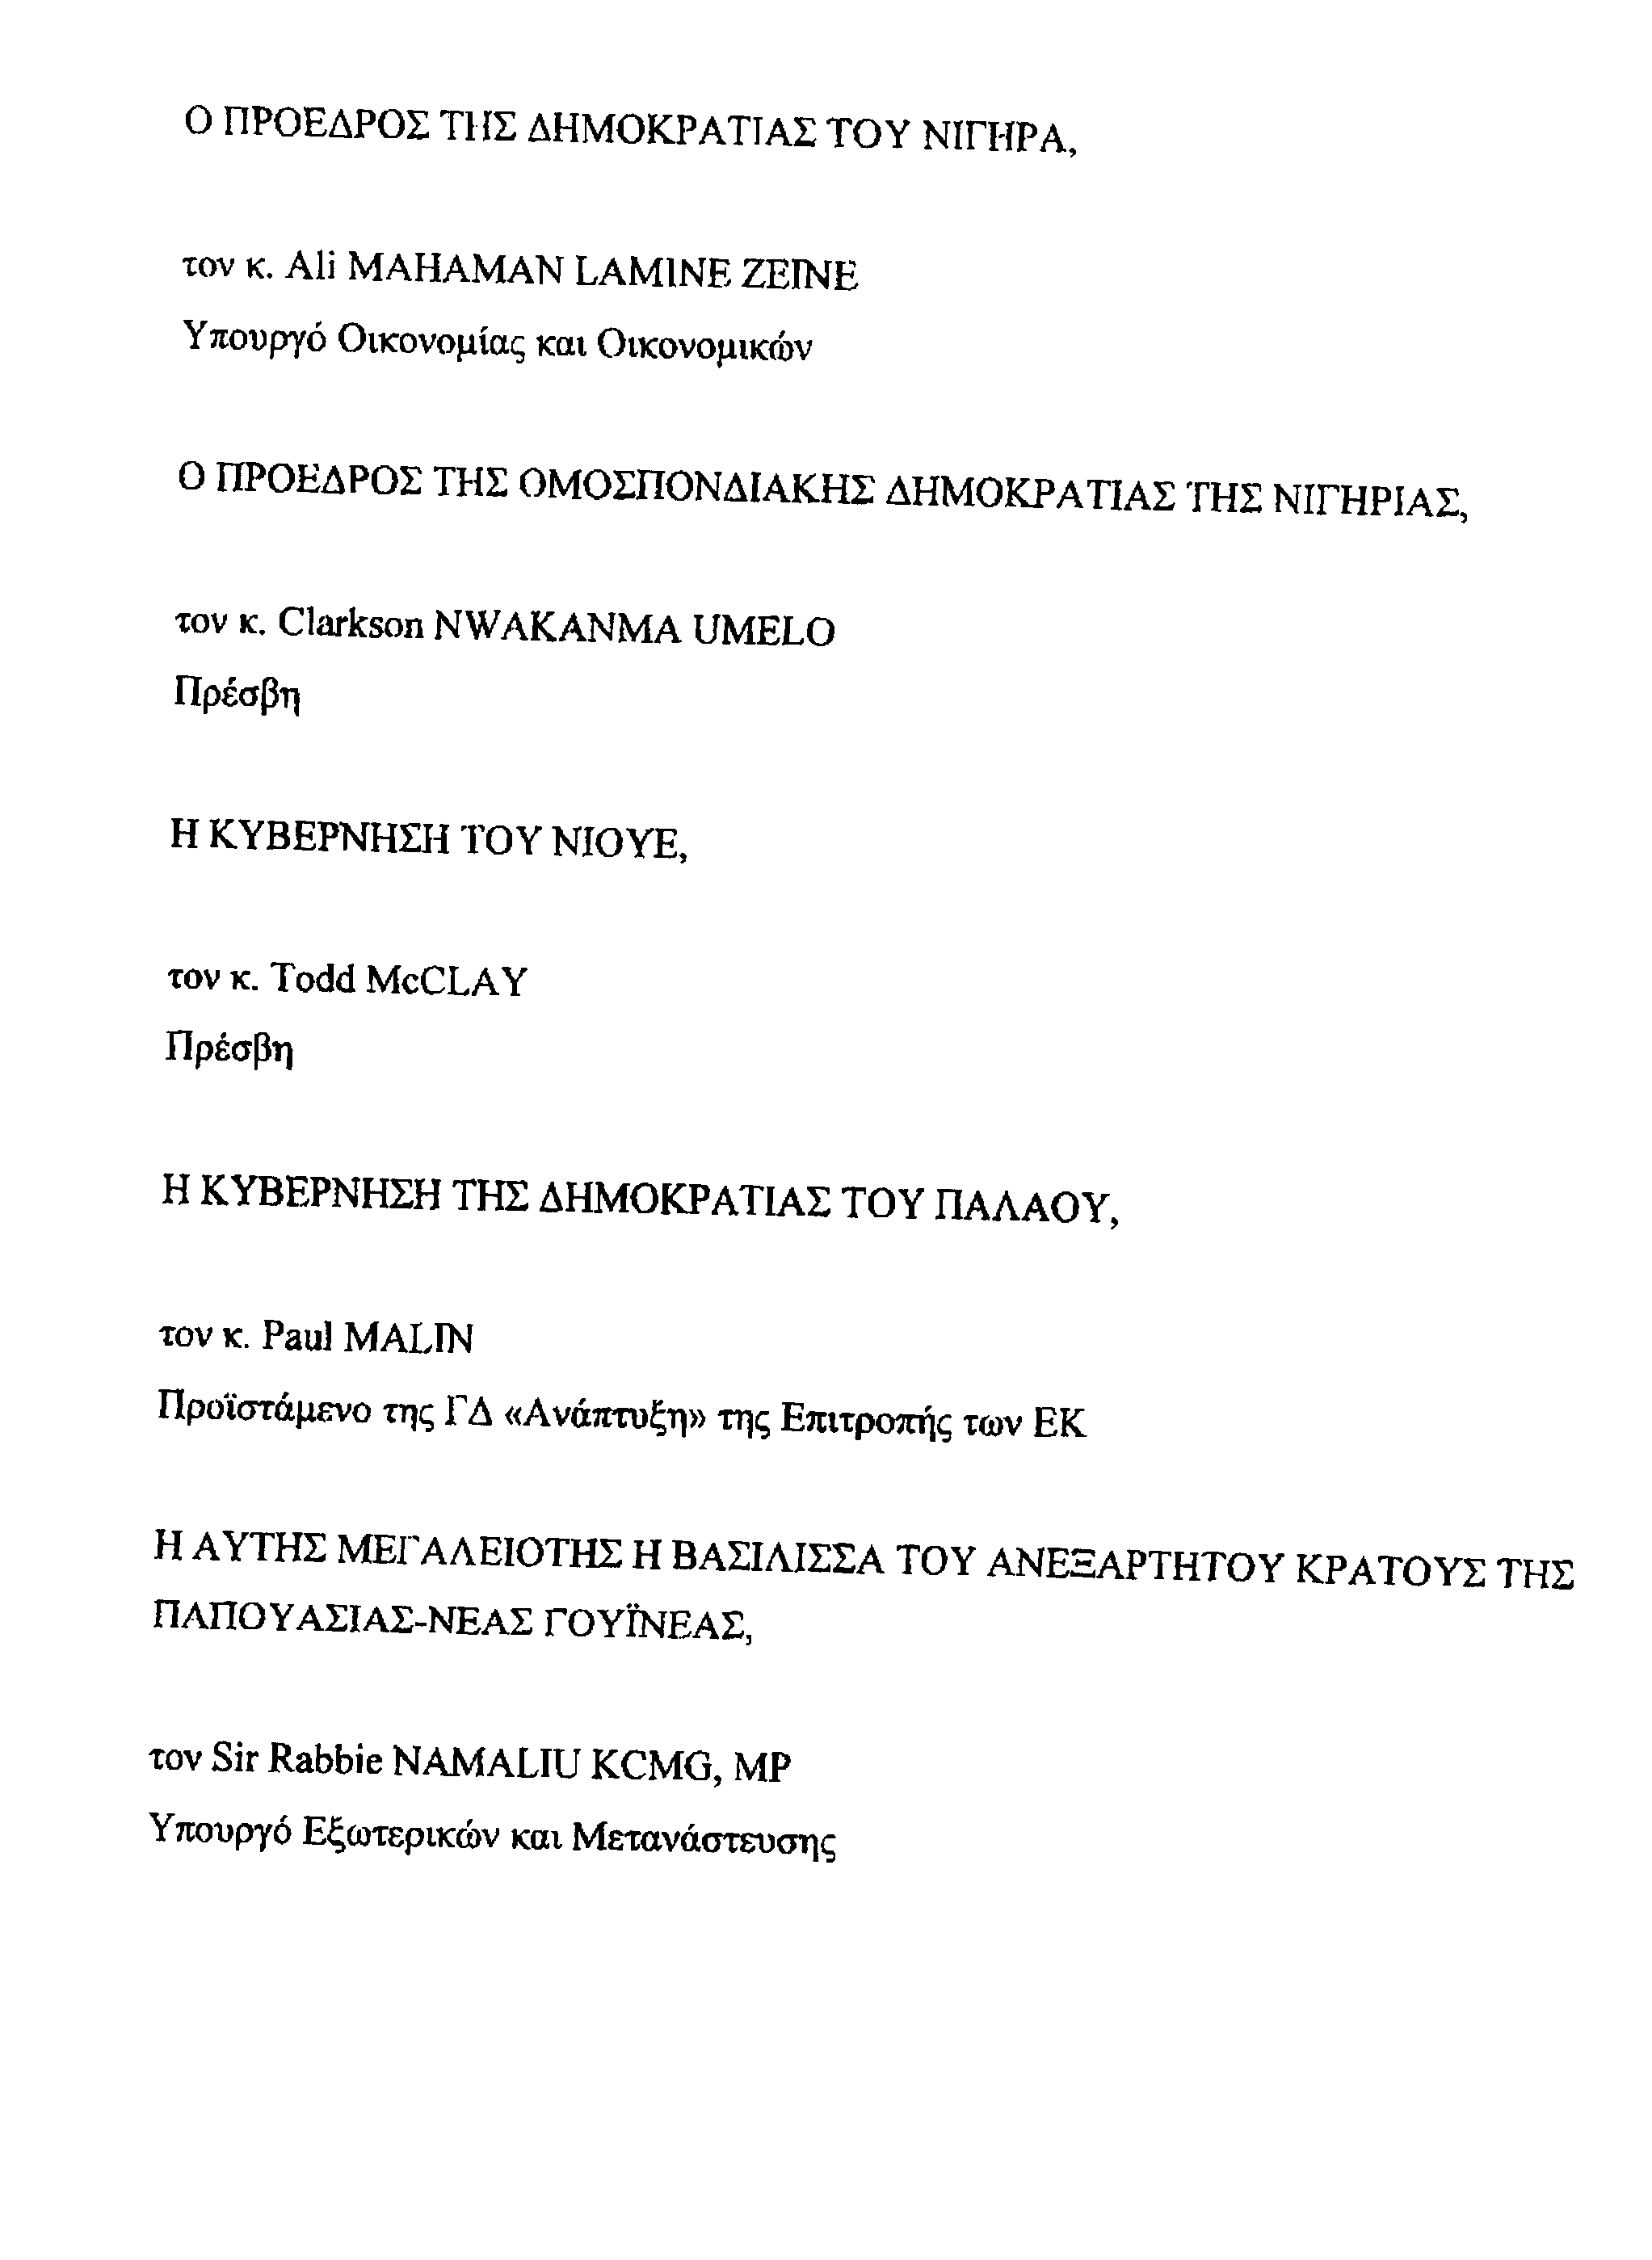 Ο ΠΡΟΕΔΡΟΣ ΤΗΣ ΔΗΜΟΚΡΑΤΙΑΣ ΤΟΥ ΝΙΓΗΡΑ,
τον κ. Ali MAHAMAN LAMINE ZEINE
Υπουργό Οικονομίας και Οικονομικών
Ο ΠΡΟΕΔΡΟΣ ΤΗΣ ΟΜΟΣΠΟΝΔΙΑΚΗΣ ΔΗΜΟΚΡΑΤΙΑΣ ΤΗΣ ΝΙΓΗΡΙΑΣ,
τον κ. Clarkson NWAKANMA UMELO
Πρέσβη
Η ΚΥΒΕΡΝΗΣΗ ΤΟΥ ΝΙΟΥΕ,
τον κ. Todd McCLAY
Πρέσβη
Η ΚΥΒΕΡΝΗΣΗ ΤΗΣ ΔΗΜΟΚΡΑΤΙΑΣ ΤΟΥ ΠΑΛΑΟΥ,
τον κ. Paul MALIN
Προϊστάμενο της ΓΔ «Ανάπτυξη» της Επιτροπής των ΕΚ
Η ΑΥΤΗΣ ΜΕΓΑΛΕΙΟΤΗΣ Η ΒΑΣΙΛΙΣΣΑ ΤΟΥ ΑΝΕΞΑΡΤΗΤΟΥ ΚΡΑΤΟΥΣ ΤΗΣ
ΠΑΠΟΥΑΣΙΑΣ-ΝΕΑΣ ΓΟΥΪΝΕΑΣ,
τον Sir Rabbie NAMALIU KCMG, MP
Υπουργό Εξωτερικών και Μετανάστευσης